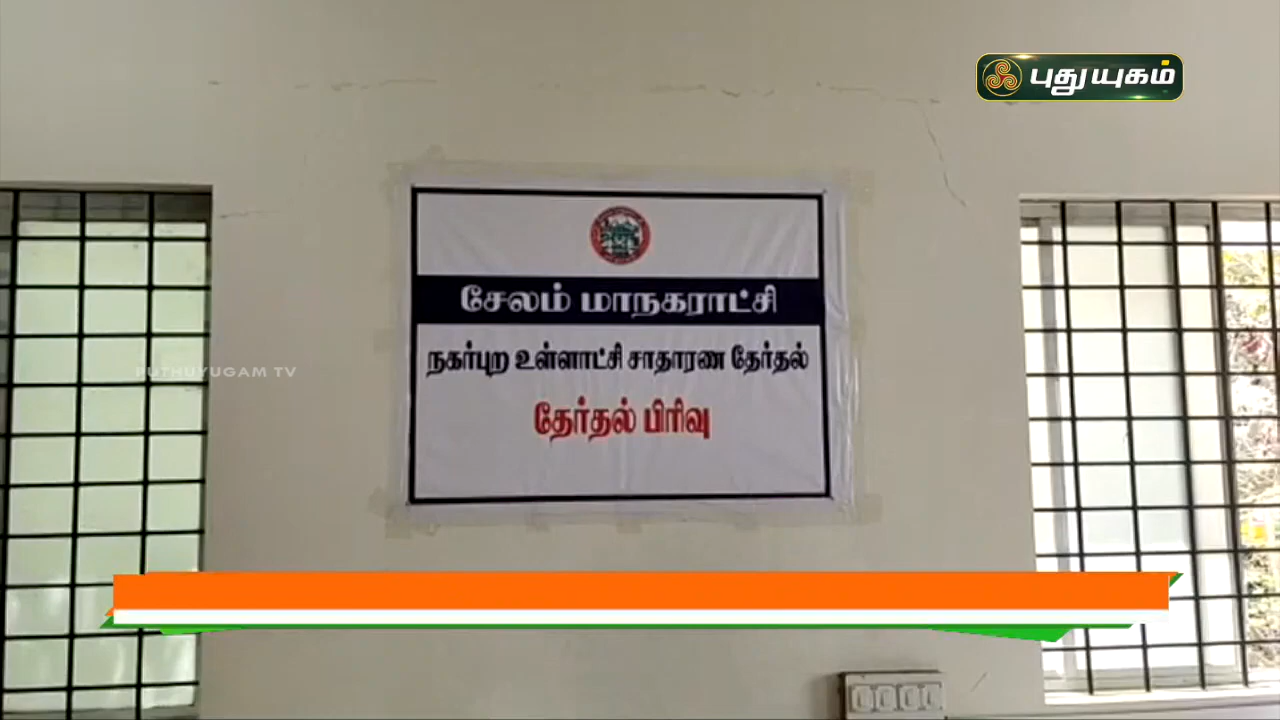 புதுயுகம்
சேலம் மாநகராட்சி
நகர்புற உள்ளாட்சி சாதாரண தேர்தல்
PUTHUYUGAM TV
தேர்தல் பிரிவு